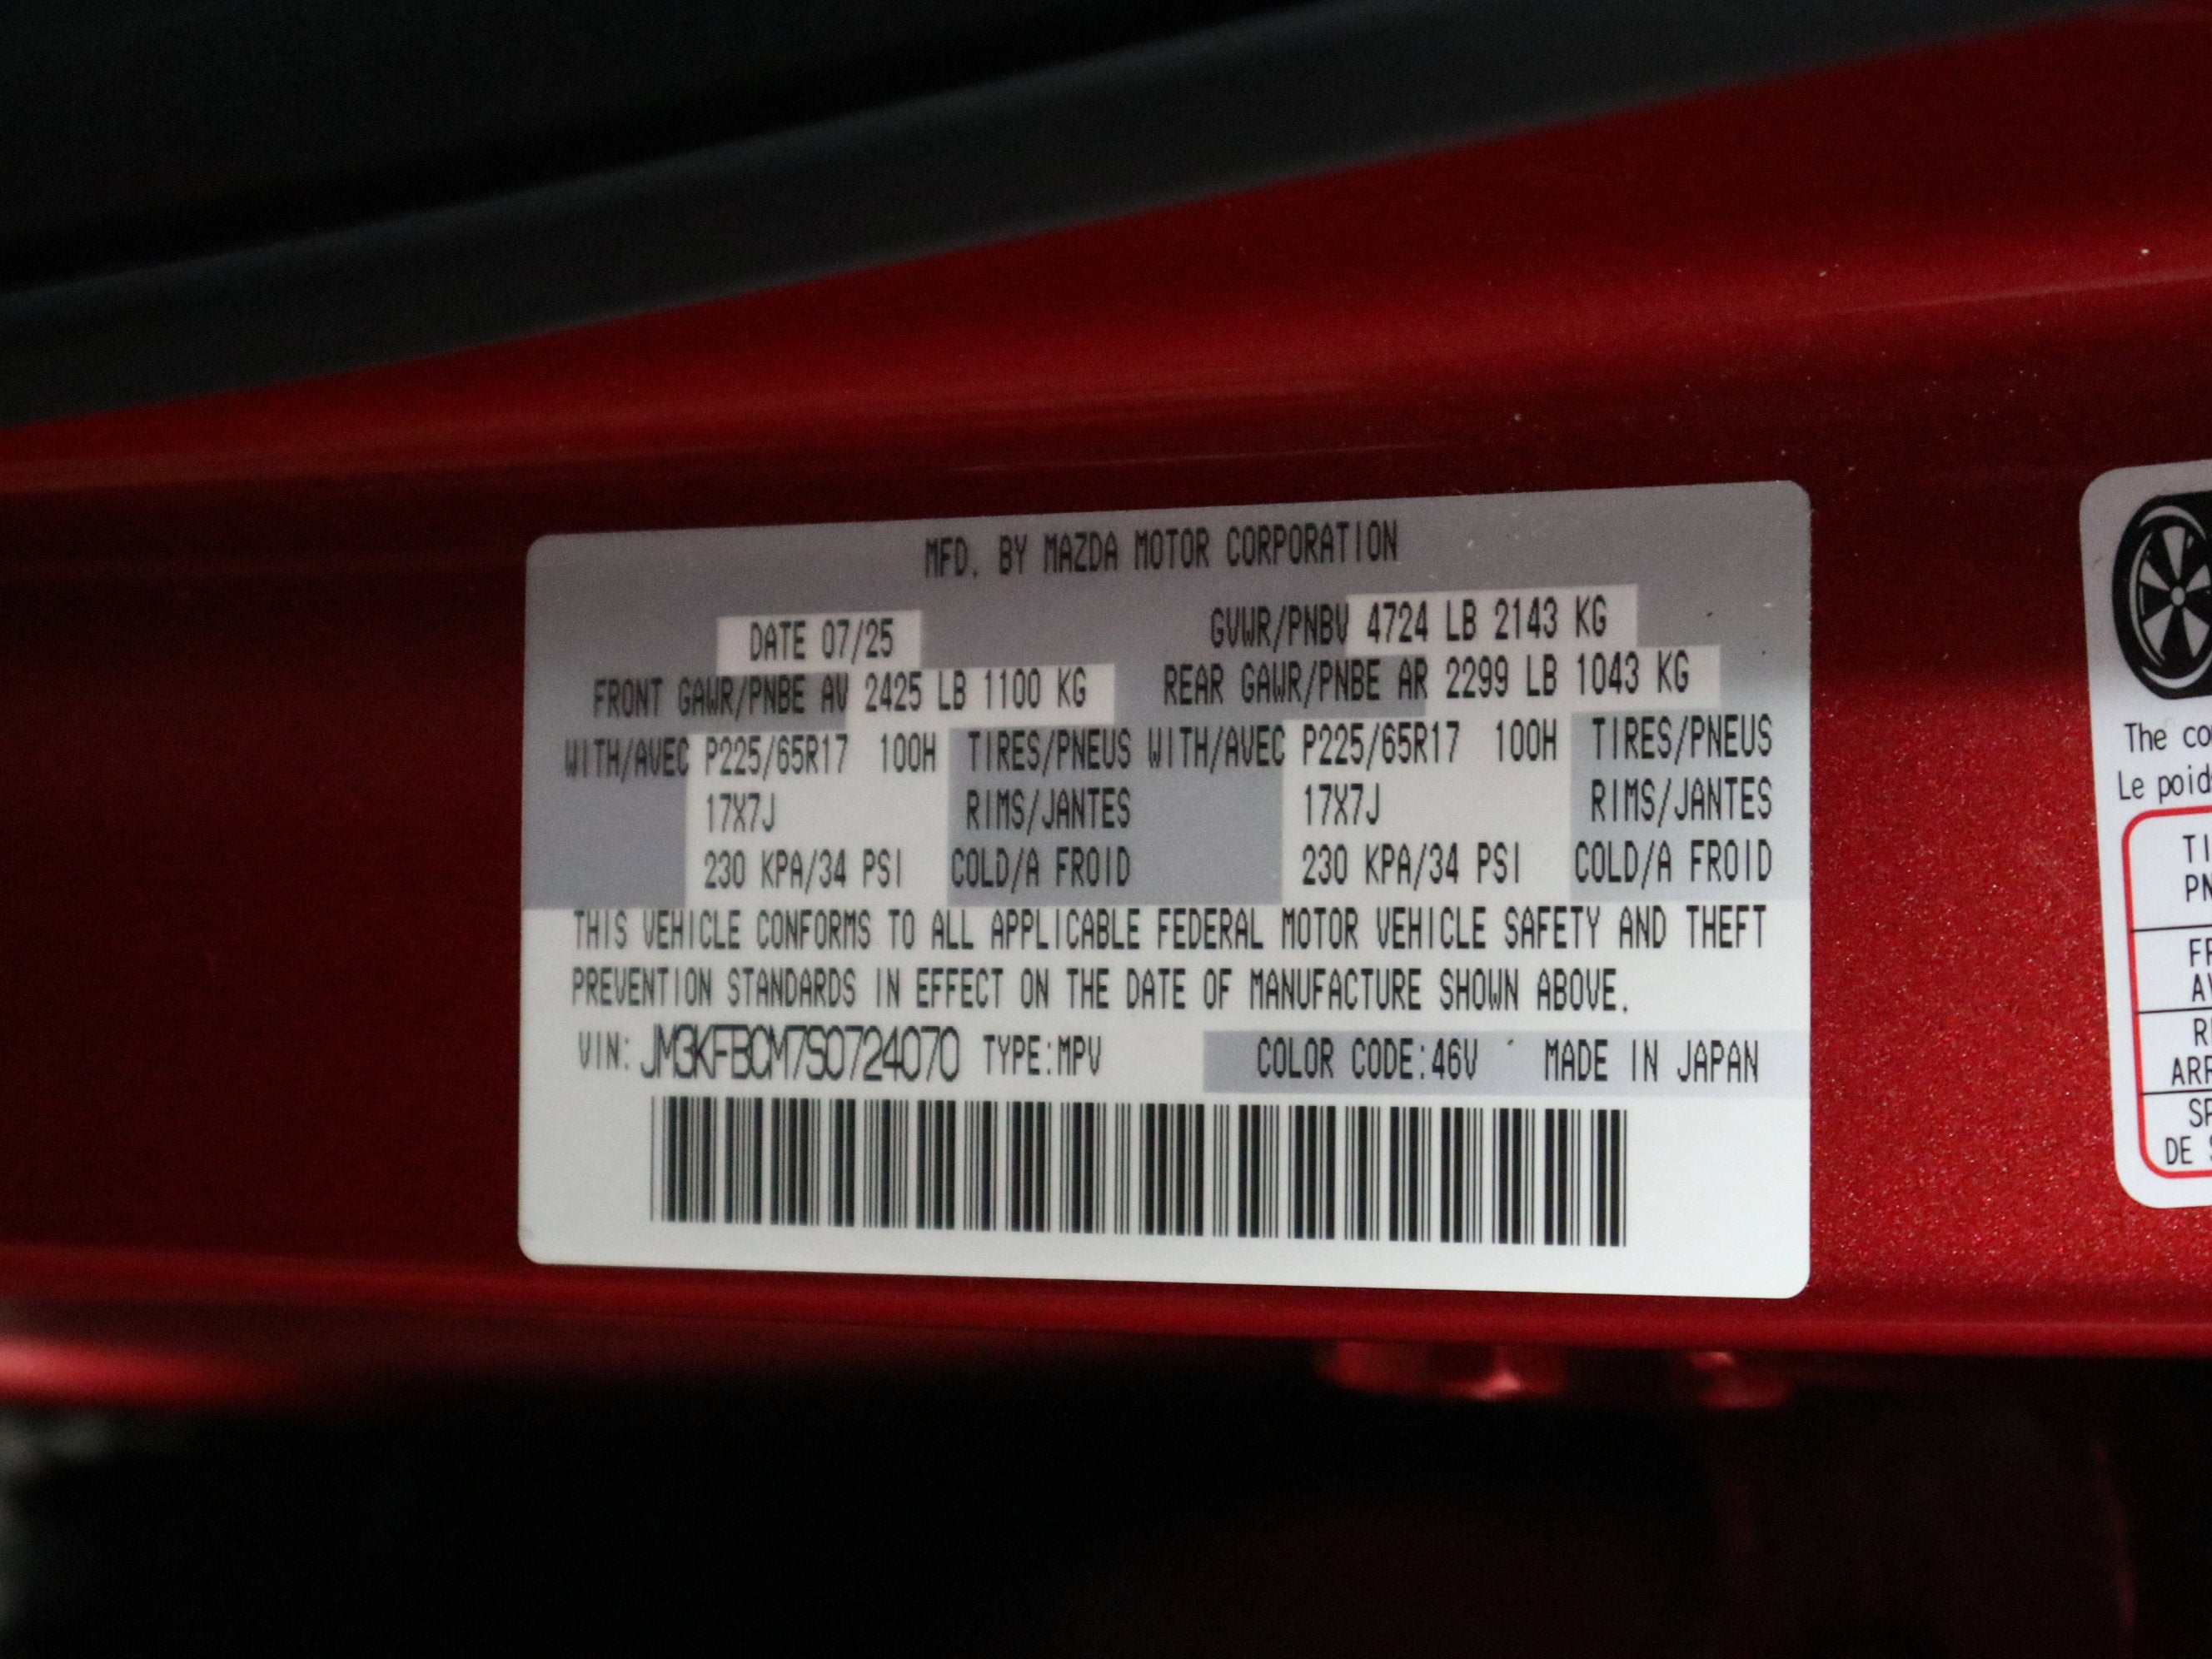 MFD. BY MAZDA MOTOR CORPORATION
DATE 07/25 GVWR/PNBV 4724 LB 2143 KG
FRONT GAWR/PNBE AV 2425 LB 1100 KG REAR GAWR/PNBE AR 2299 LB 1043 KG
WITH/AVEC P225/65R17 100H TIRES/PNEUS WITH/AVEC P225/65R17 100H TIRES/PNEUS
17X7J RIMS/JANTES 17X7J RIMS/JANTES
230 KPA/34 PSI COLD/A FROID 230 KPA/34 PSI COLD/A FROID
THIS VEHICLE CONFORMS TO ALL APPLICABLE FEDERAL MOTOR VEHICLE SAFETY AND THEFT
PREVENTION STANDARDS IN EFFECT ON THE DATE OF MANUFACTURE SHOWN ABOVE.
VIN: JM3KFBCM7S0724070 TYPE:MPV COLOR CODE:46V MADE IN JAPAN
The
Le
DE